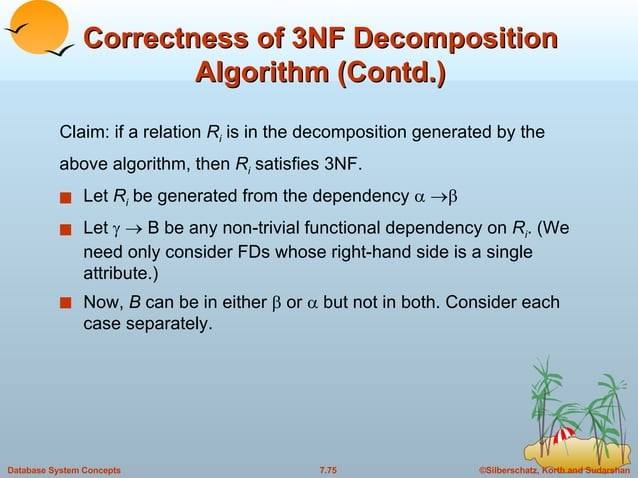 Correctness of 3NF Decomposition
Algorithm (Contd.)
Claim: if a relation Ri is in the decomposition generated by the
above algorithm, then Ri satisfies 3NF.
Let Ri be generated from the dependency α →β
Let γ → B be any non-trivial functional dependency on Ri. (We
need only consider FDs whose right-hand side is a single
attribute.)
Now, B can be in either β or α but not in both. Consider each
case separately.
Database System Concepts
7.75
©Silberschatz, Korth and Sudarshan